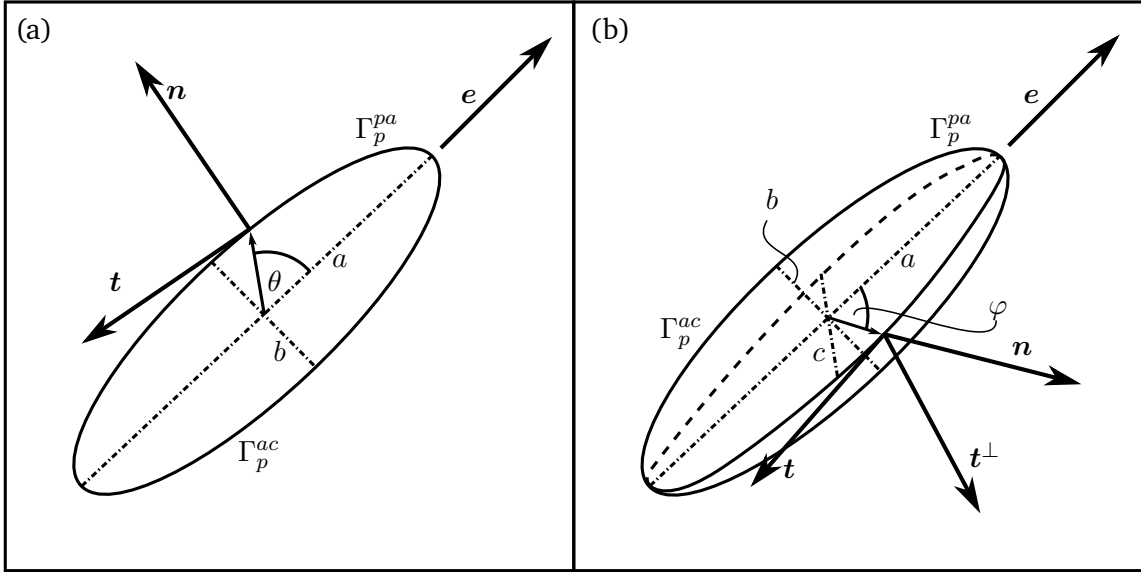 (a)
n
e
Γ_p^{pa}
t
θ
a
b
Γ_p^{ac}
(b)
e
Γ_p^{pa}
b
a
Γ_p^{ac}
φ
c
n
t
t^⊥